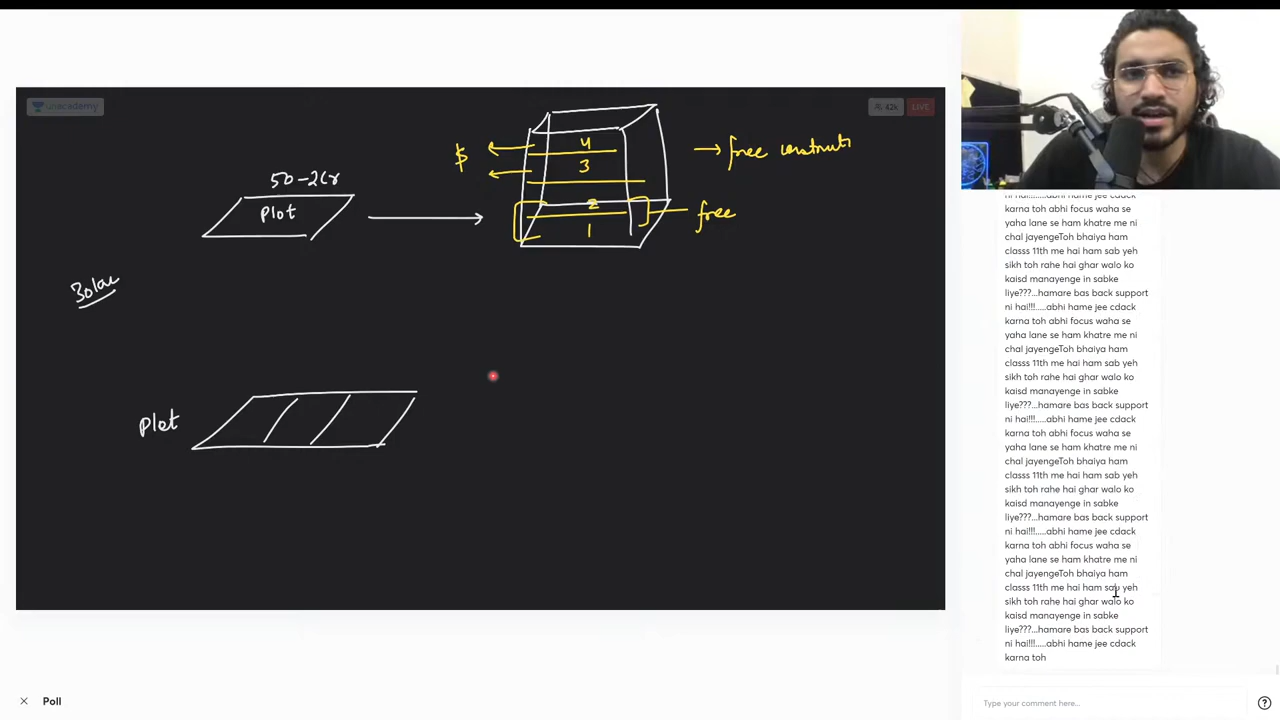 unacademy
42k
LIVE
50-2Cr
Plot
$
4
3
2
1
→ free
free
30lac
plot
ni hai!!!.....abhi hame jee cdack
karna toh abhi focus waha se
yaha lane se ham khatre me ni
chal jayengeToh bhaiya ham
classs 11th me hai ham sab yeh
sikh toh rahe hai ghar walo ko
kaisd manayenge in sabke
liye???...hamare bas back support
ni hai!!!.....abhi hame jee cdack
karna toh abhi focus waha se
yaha lane se ham khatre me ni
chal jayengeToh bhaiya ham
classs 11th me hai ham sab yeh
sikh toh rahe hai ghar walo ko
kaisd manayenge in sabke
liye???...hamare bas back support
ni hai!!!.....abhi hame jee cdack
karna toh abhi focus waha se
yaha lane se ham khatre me ni
chal jayengeToh bhaiya ham
classs 11th me hai ham sab yeh
sikh toh rahe hai ghar walo ko
kaisd manayenge in sabke
liye???...hamare bas back support
ni hai!!!.....abhi hame jee cdack
karna toh abhi focus waha se
yaha lane se ham khatre me ni
chal jayengeToh bhaiya ham
classs 11th me hai ham sab yeh
sikh toh rahe hai ghar walo ko
kaisd manayenge in sabke
liye???...hamare bas back support
ni hai!!!.....abhi hame jee cdack
karna toh
Poll
Type your comment here...
?